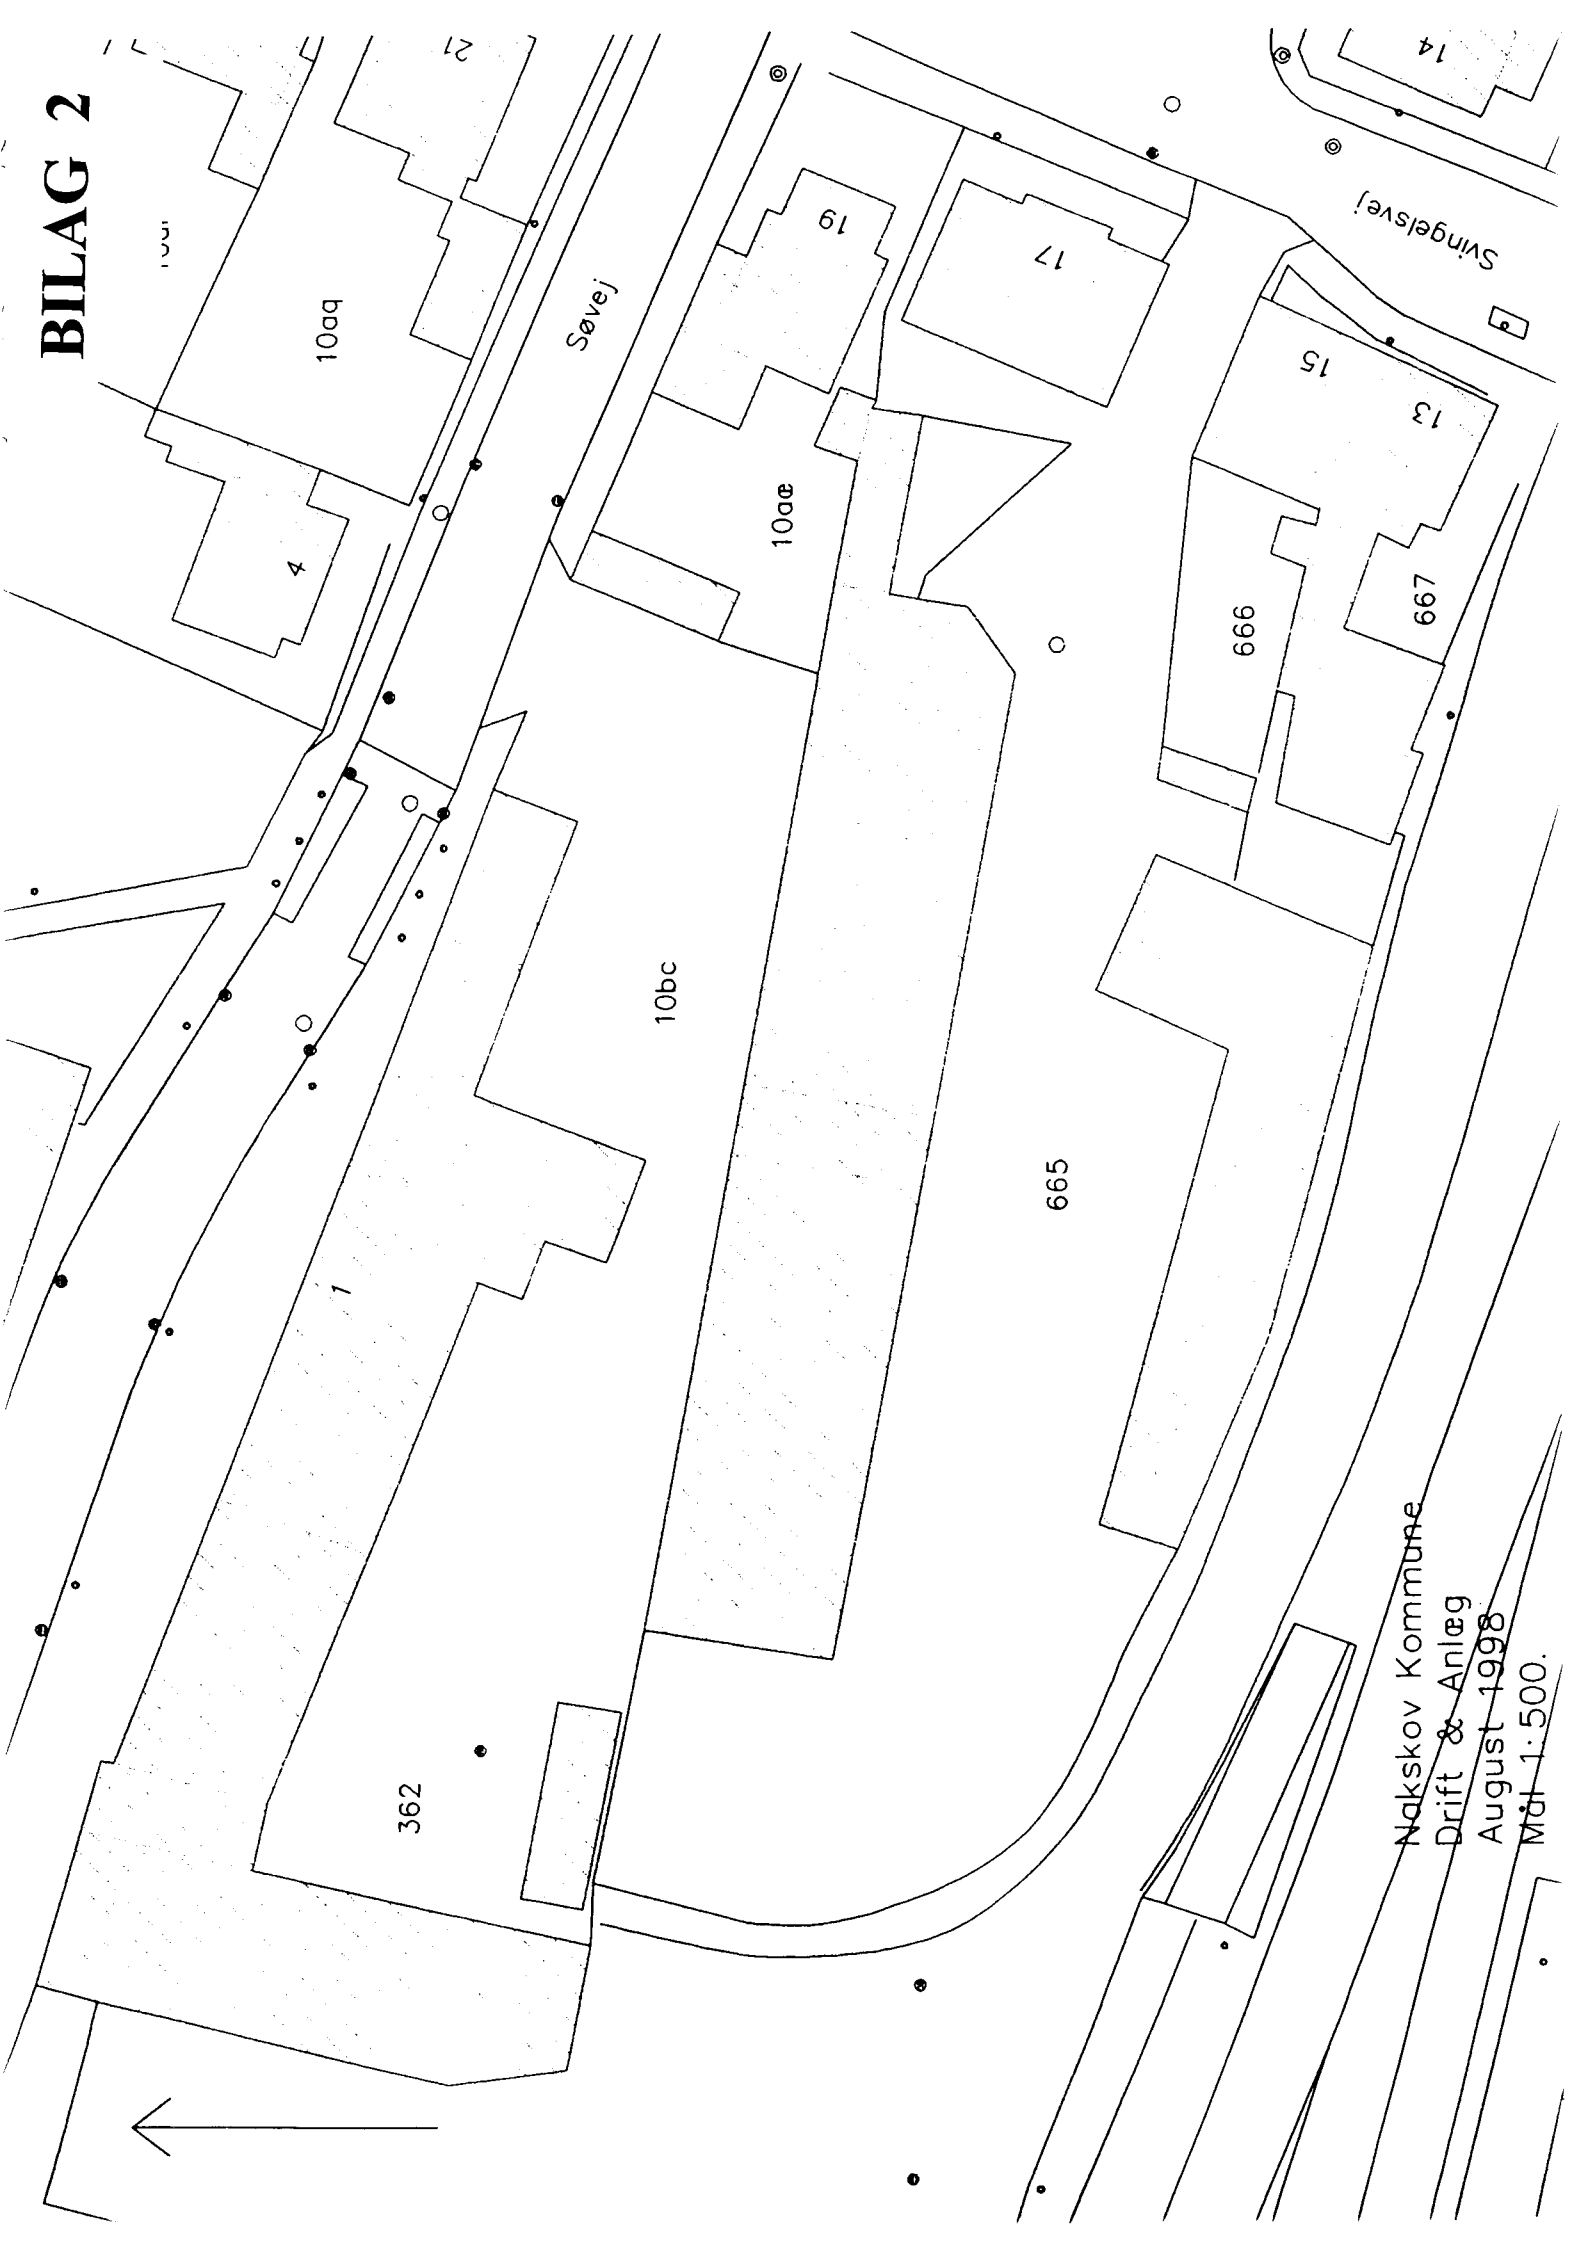 BILAG 2
21
14
10aq
Søvej
19
17
Svingelsvej
15
13
4
10aæ
666
667
10bc
665
1
362
Nakskov Kommune
Drift & Anlæg
August 1998
Mål 1:500.